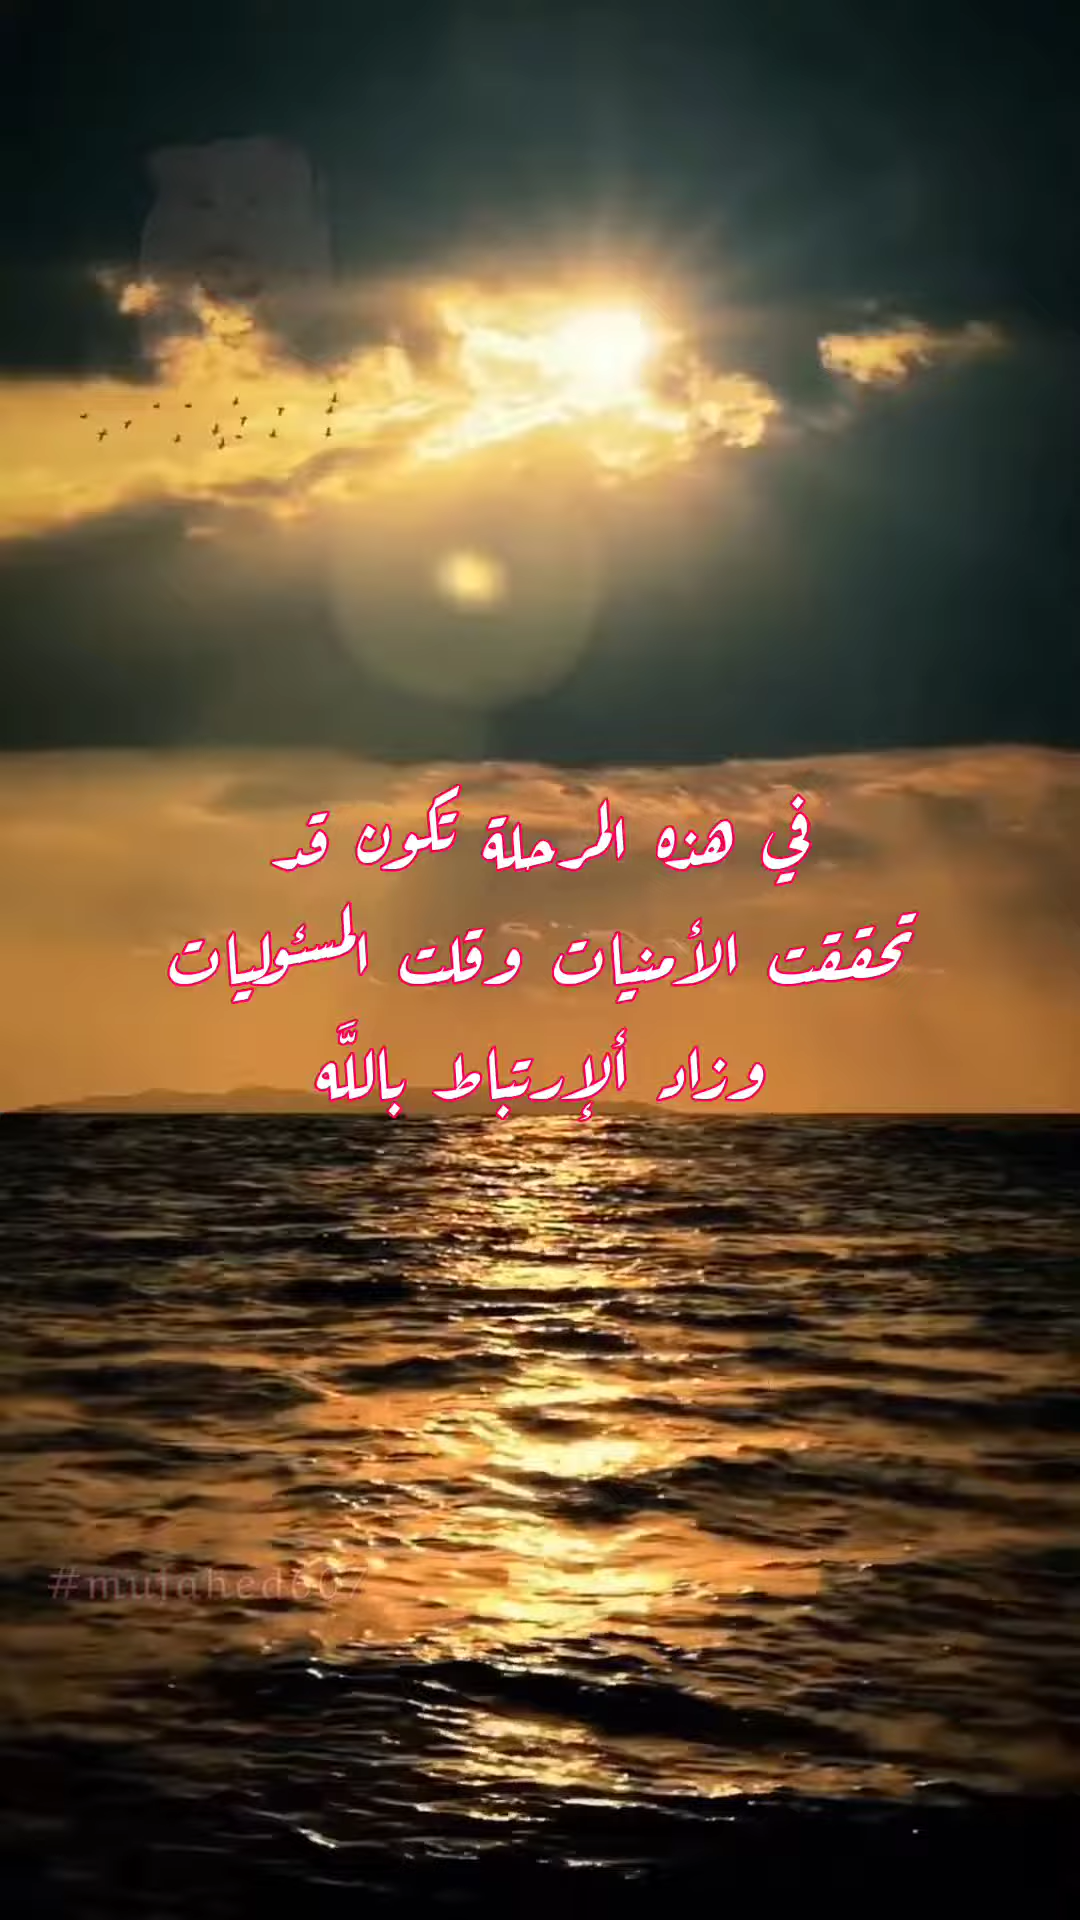 في هذه المرحلة تكون قد
تحققت الأمنيات وقلت المسئوليات
وزاد ألإرتباط باللَّه
#mujahed607